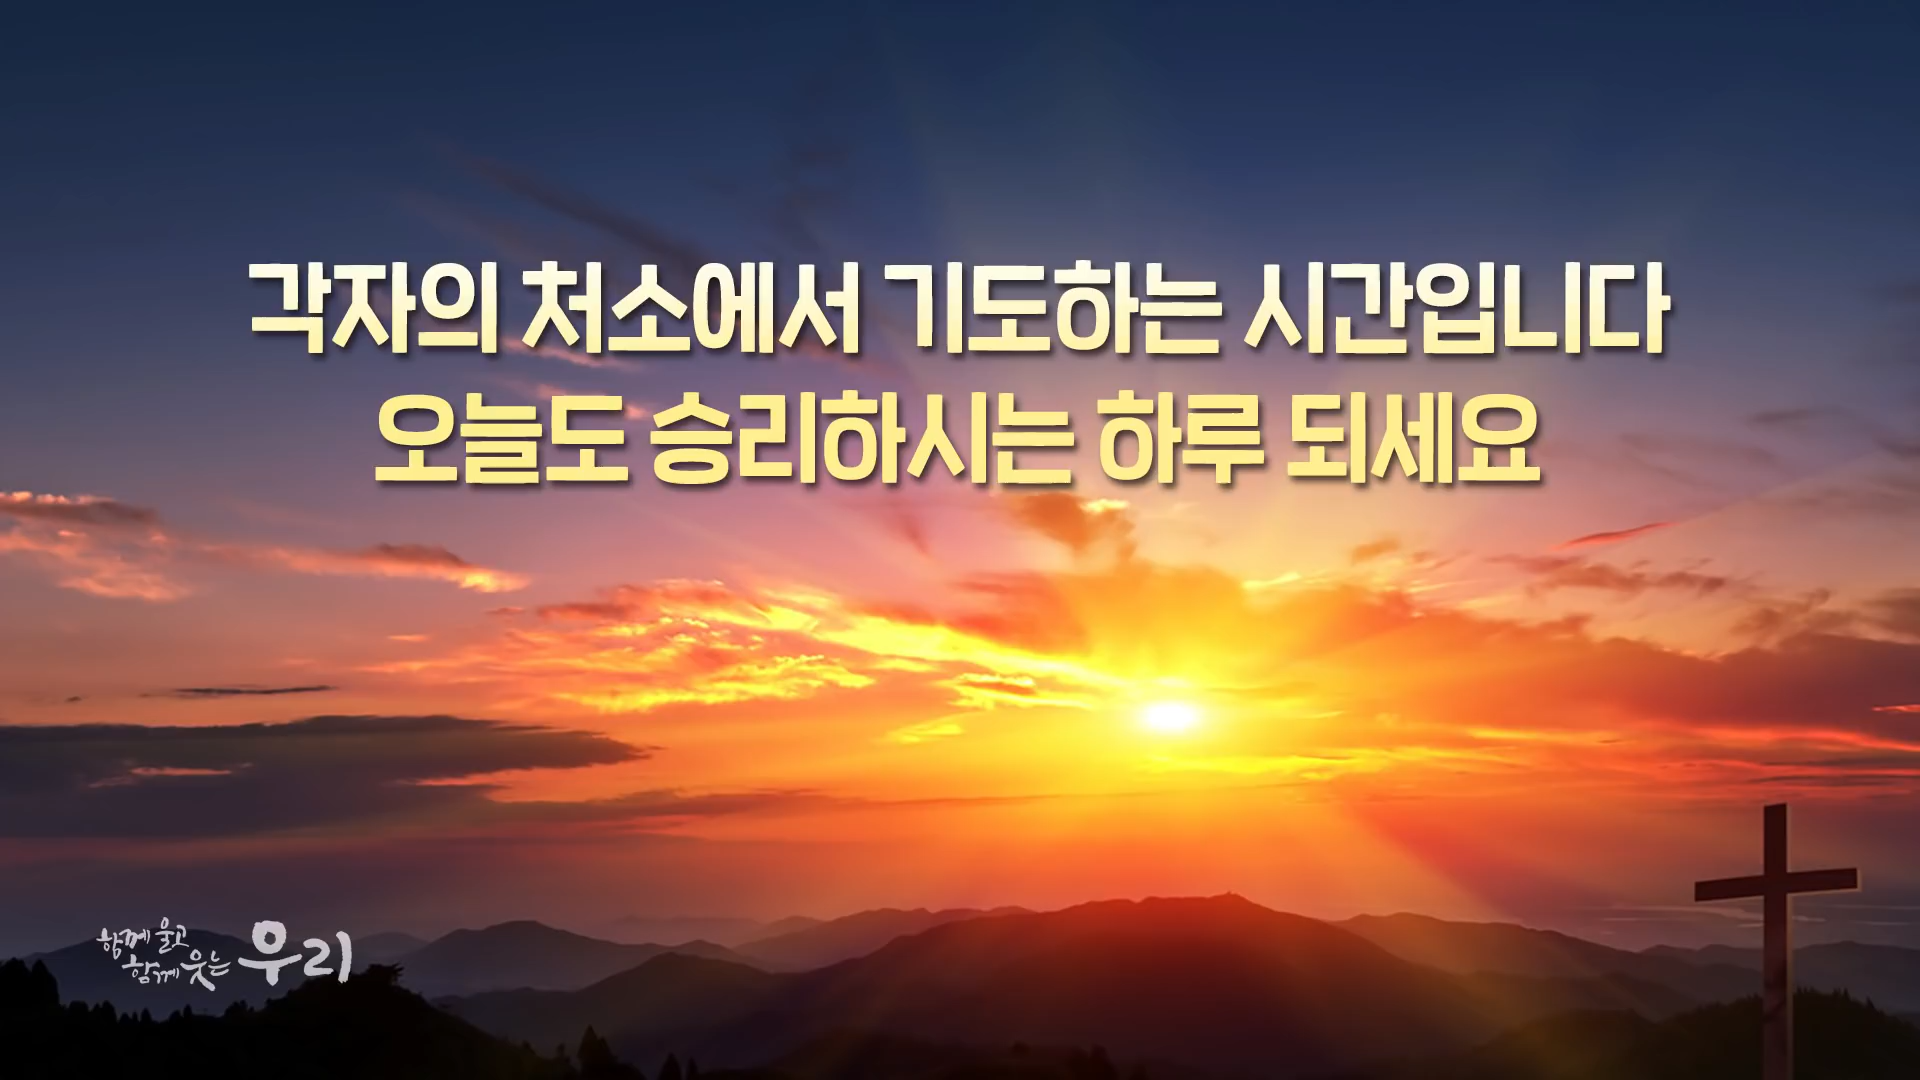 각자의 처소에서 기도하는 시간입니다
오늘도 승리하시는 하루 되세요
함께 울고
함께 웃는 우리